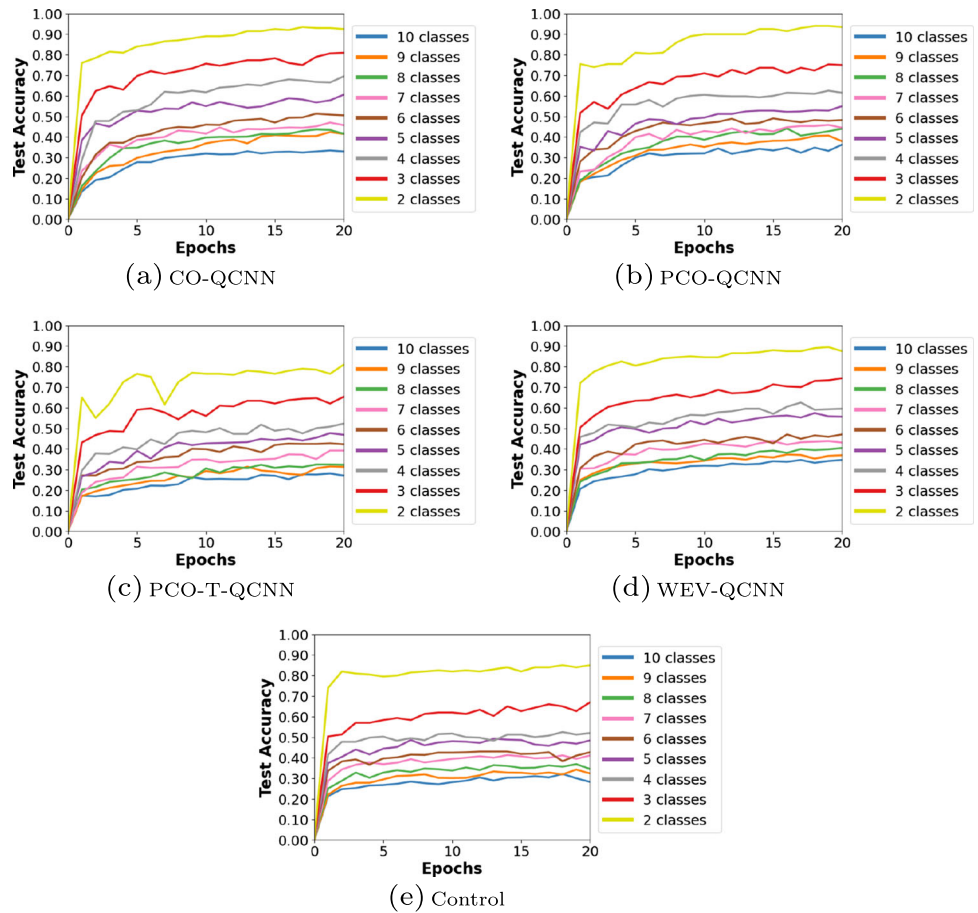 1.00
0.90
0.80
0.70
0.60
0.50
0.40
0.30
0.20
0.10
0.00
Test Accuracy
0 5 10 15 20
Epochs
10 classes
9 classes
8 classes
7 classes
6 classes
5 classes
4 classes
3 classes
2 classes
(a) CO-QCNN
1.00
0.90
0.80
0.70
0.60
0.50
0.40
0.30
0.20
0.10
0.00
Test Accuracy
0 5 10 15 20
Epochs
10 classes
9 classes
8 classes
7 classes
6 classes
5 classes
4 classes
3 classes
2 classes
(b) PCO-QCNN
1.00
0.90
0.80
0.70
0.60
0.50
0.40
0.30
0.20
0.10
0.00
Test Accuracy
0 5 10 15 20
Epochs
10 classes
9 classes
8 classes
7 classes
6 classes
5 classes
4 classes
3 classes
2 classes
(c) PCO-T-QCNN
1.00
0.90
0.80
0.70
0.60
0.50
0.40
0.30
0.20
0.10
0.00
Test Accuracy
0 5 10 15 20
Epochs
10 classes
9 classes
8 classes
7 classes
6 classes
5 classes
4 classes
3 classes
2 classes
(d) WEV-QCNN
1.00
0.90
0.80
0.70
0.60
0.50
0.40
0.30
0.20
0.10
0.00
Test Accuracy
0 5 10 15 20
Epochs
10 classes
9 classes
8 classes
7 classes
6 classes
5 classes
4 classes
3 classes
2 classes
(e) Control